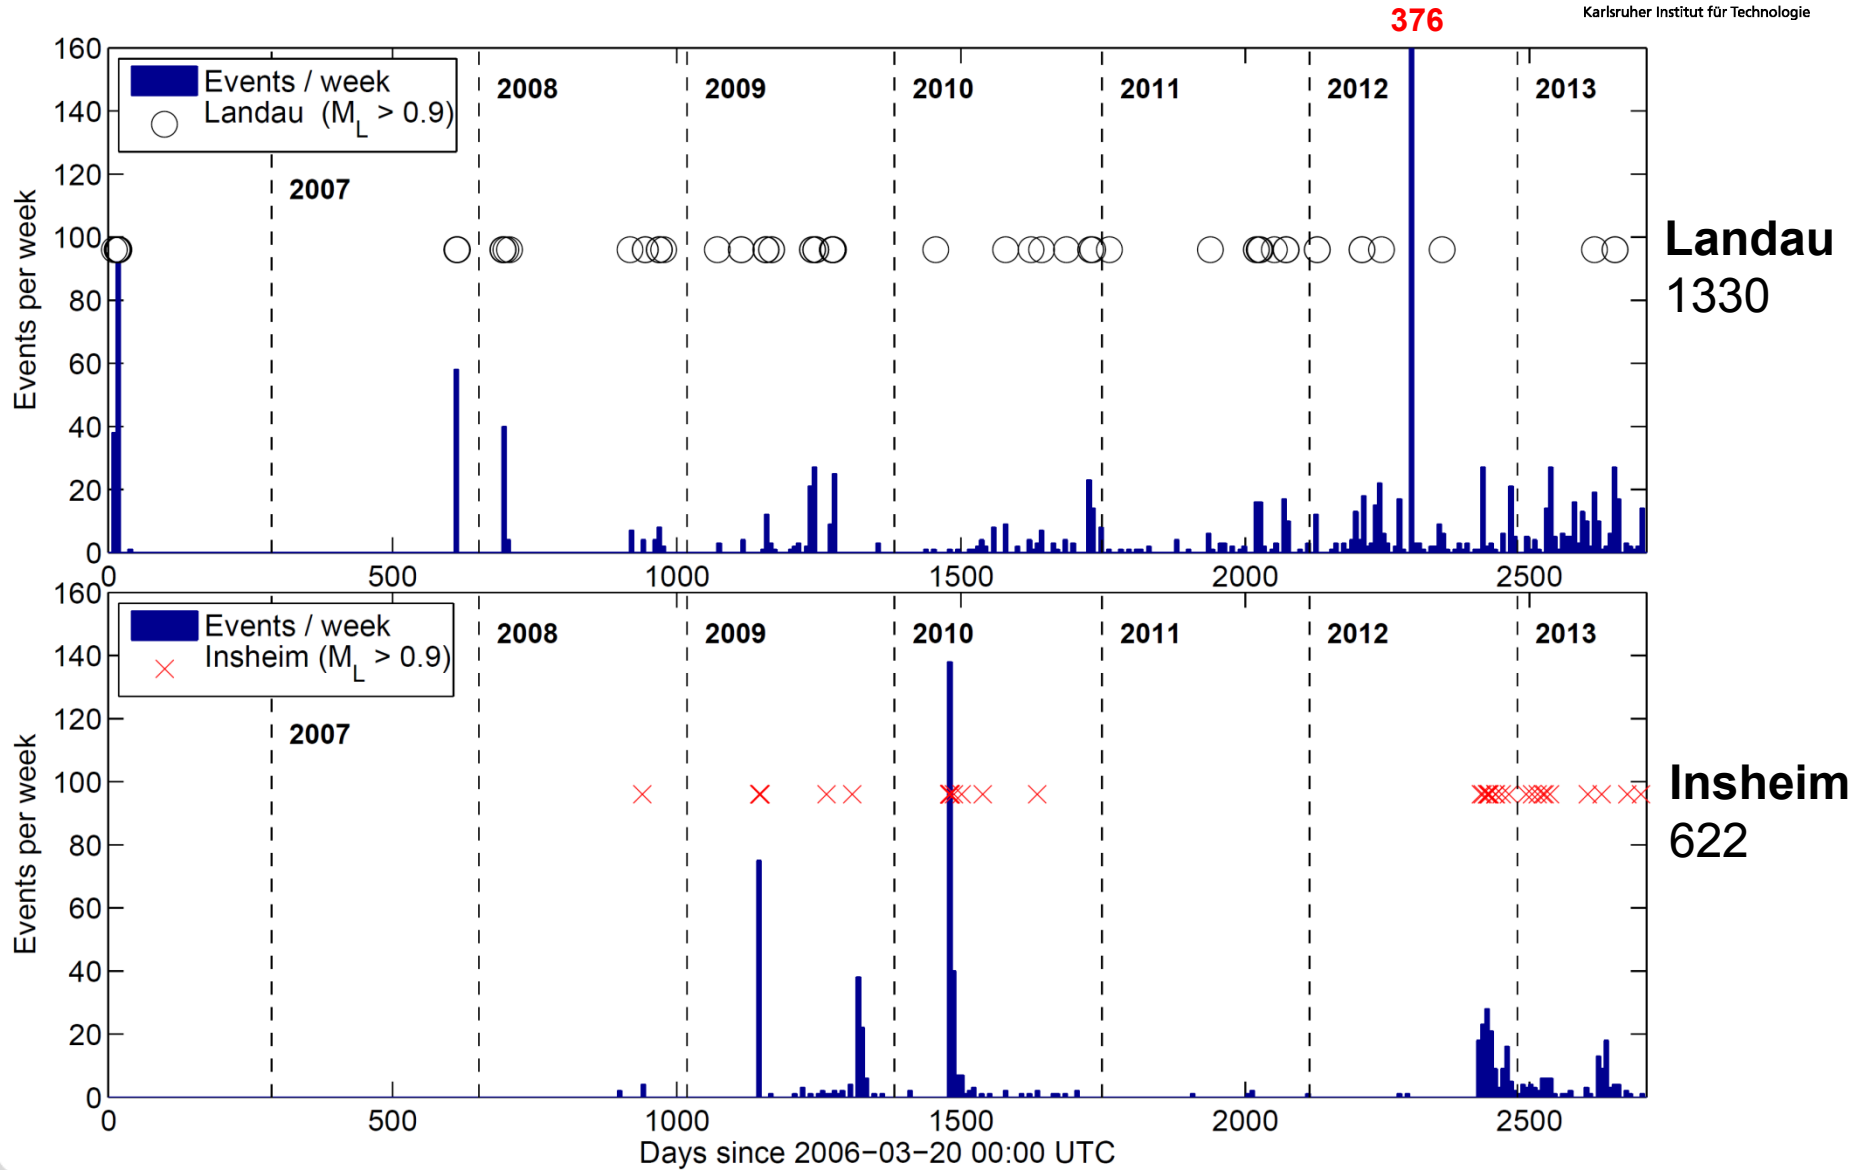 376
Karlsruher Institut für Technologie
160
140
120
100
80
60
40
20
0
Events per week
Events / week
Landau (M_L > 0.9)
2007
2008
2009
2010
2011
2012
2013
0 500 1000 1500 2000 2500
Landau
1330
160
140
120
100
80
60
40
20
0
Events per week
Events / week
Insheim (M_L > 0.9)
2007
2008
2009
2010
2011
2012
2013
0 500 1000 1500 2000 2500
Days since 2006−03−20 00:00 UTC
Insheim
622